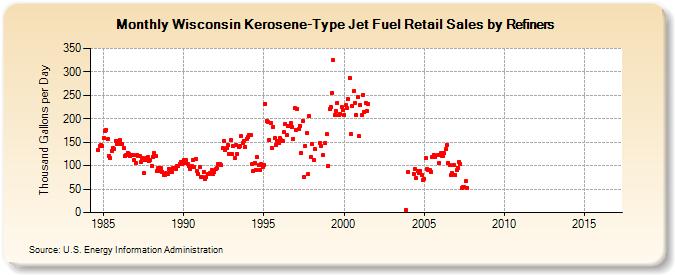 Monthly Wisconsin Kerosene-Type Jet Fuel Retail Sales by Refiners
Thousand Gallons per Day
350
300
250
200
150
100
50
0
1985 1990 1995 2000 2005 2010 2015
Source: U.S. Energy Information Administration